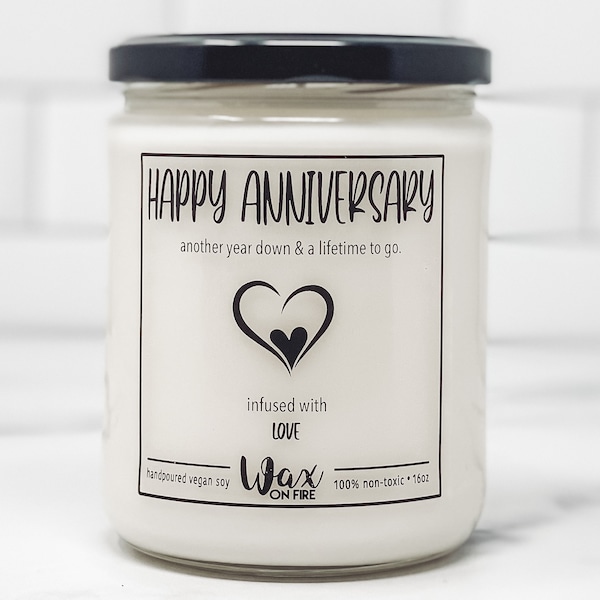 HAPPY ANNIVERSARY
another year down & a lifetime to go.
infused with
LOVE
handpoured vegan soy
Wax
ON FIRE
100% non-toxic • 16oz